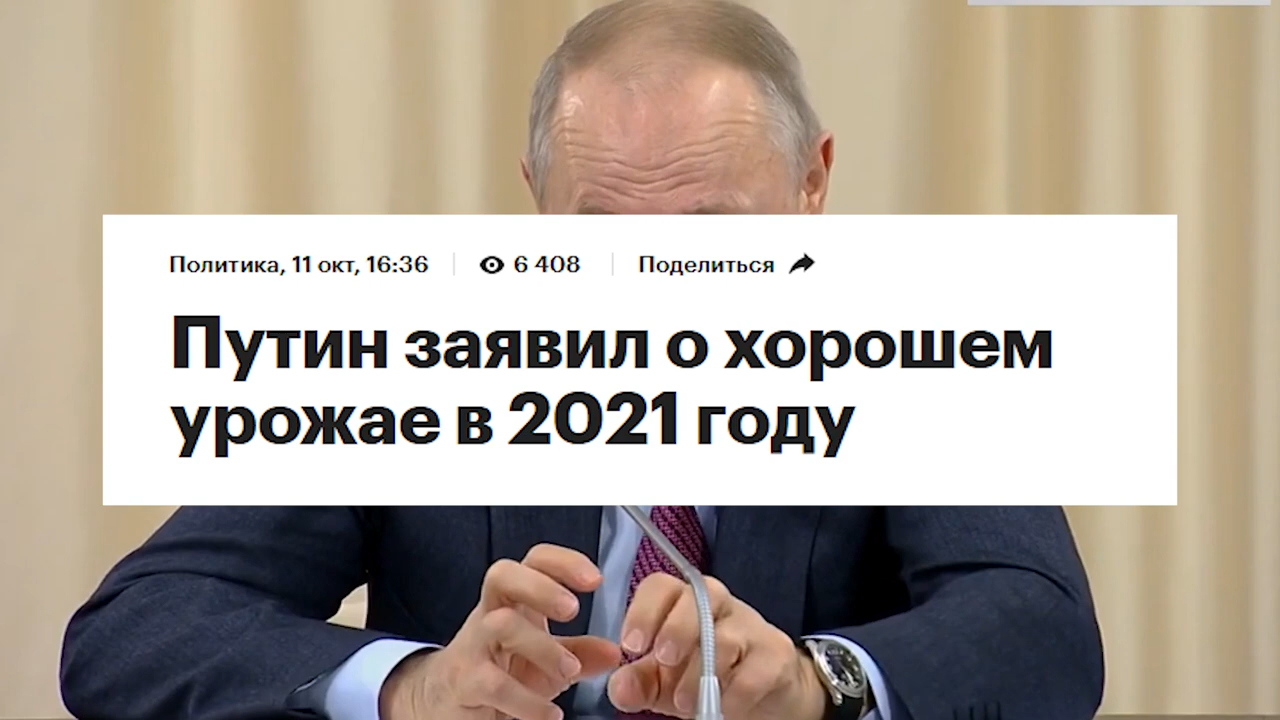 Политика, 11 окт, 16:36 6 408 Поделиться
Путин заявил о хорошем
урожае в 2021 году